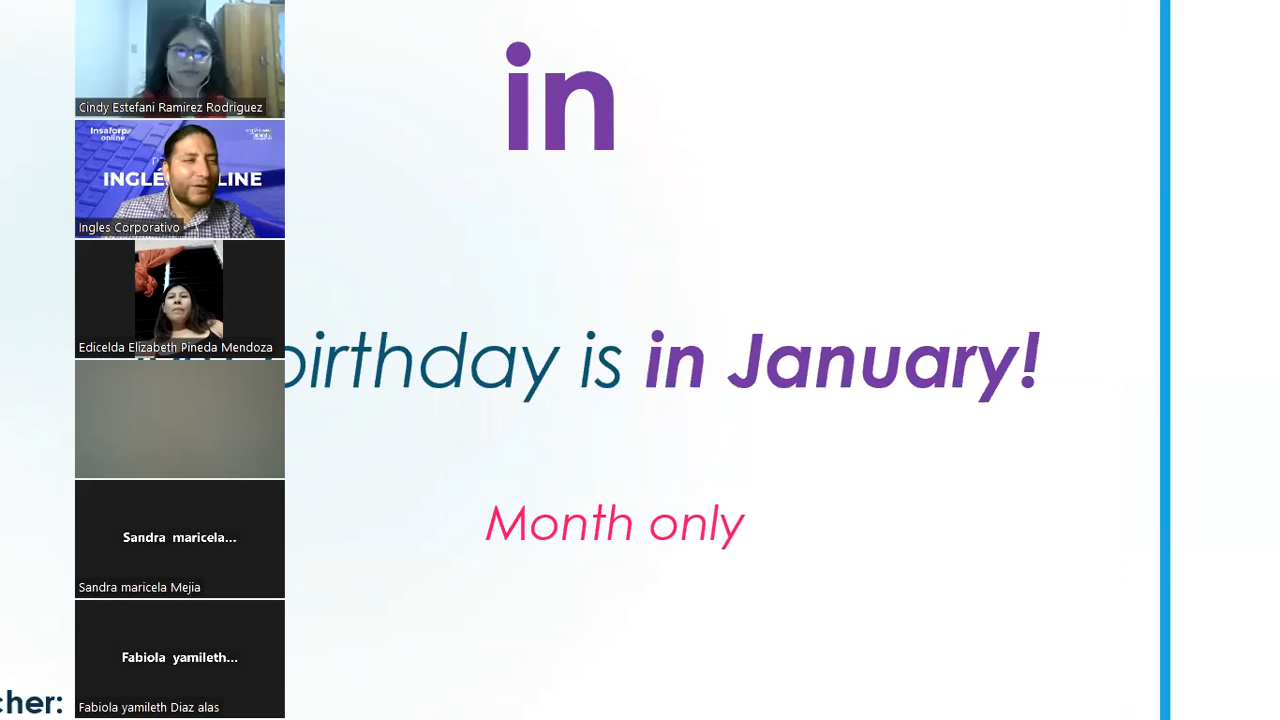 in
Cindy Estefani Ramirez Rodriguez
Insaforp
online
INGLÉS ONLINE
Ingles Corporativo
Edicelda Elizabeth Pineda Mendoza
birthday is in January!
Month only
Sandra maricela...
Sandra maricela Mejia
Fabiola yamileth...
Fabiola yamileth Diaz alas
cher: